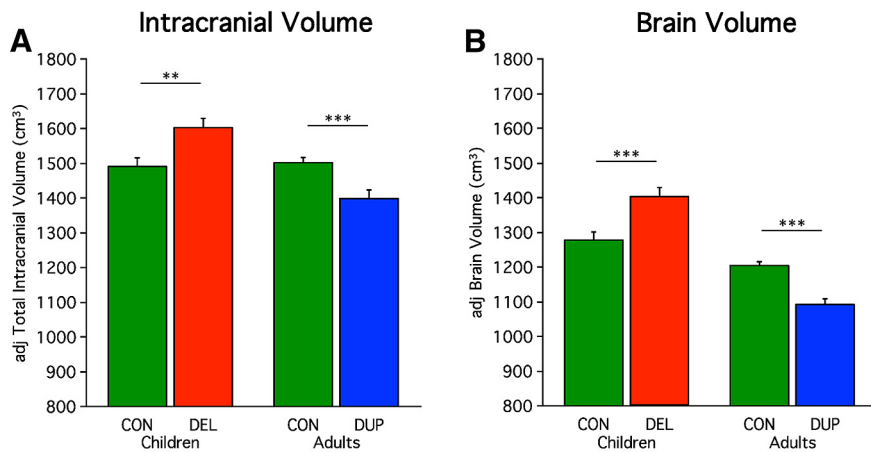 Intracranial Volume
A
adj Total Intracranial Volume (cm³)
1800
1700
1600
1500
1400
1300
1200
1100
1000
900
800
**
***
CON DEL CON DUP
Children Adults
Brain Volume
B
adj Brain Volume (cm³)
1800
1700
1600
1500
1400
1300
1200
1100
1000
900
800
***
***
CON DEL CON DUP
Children Adults